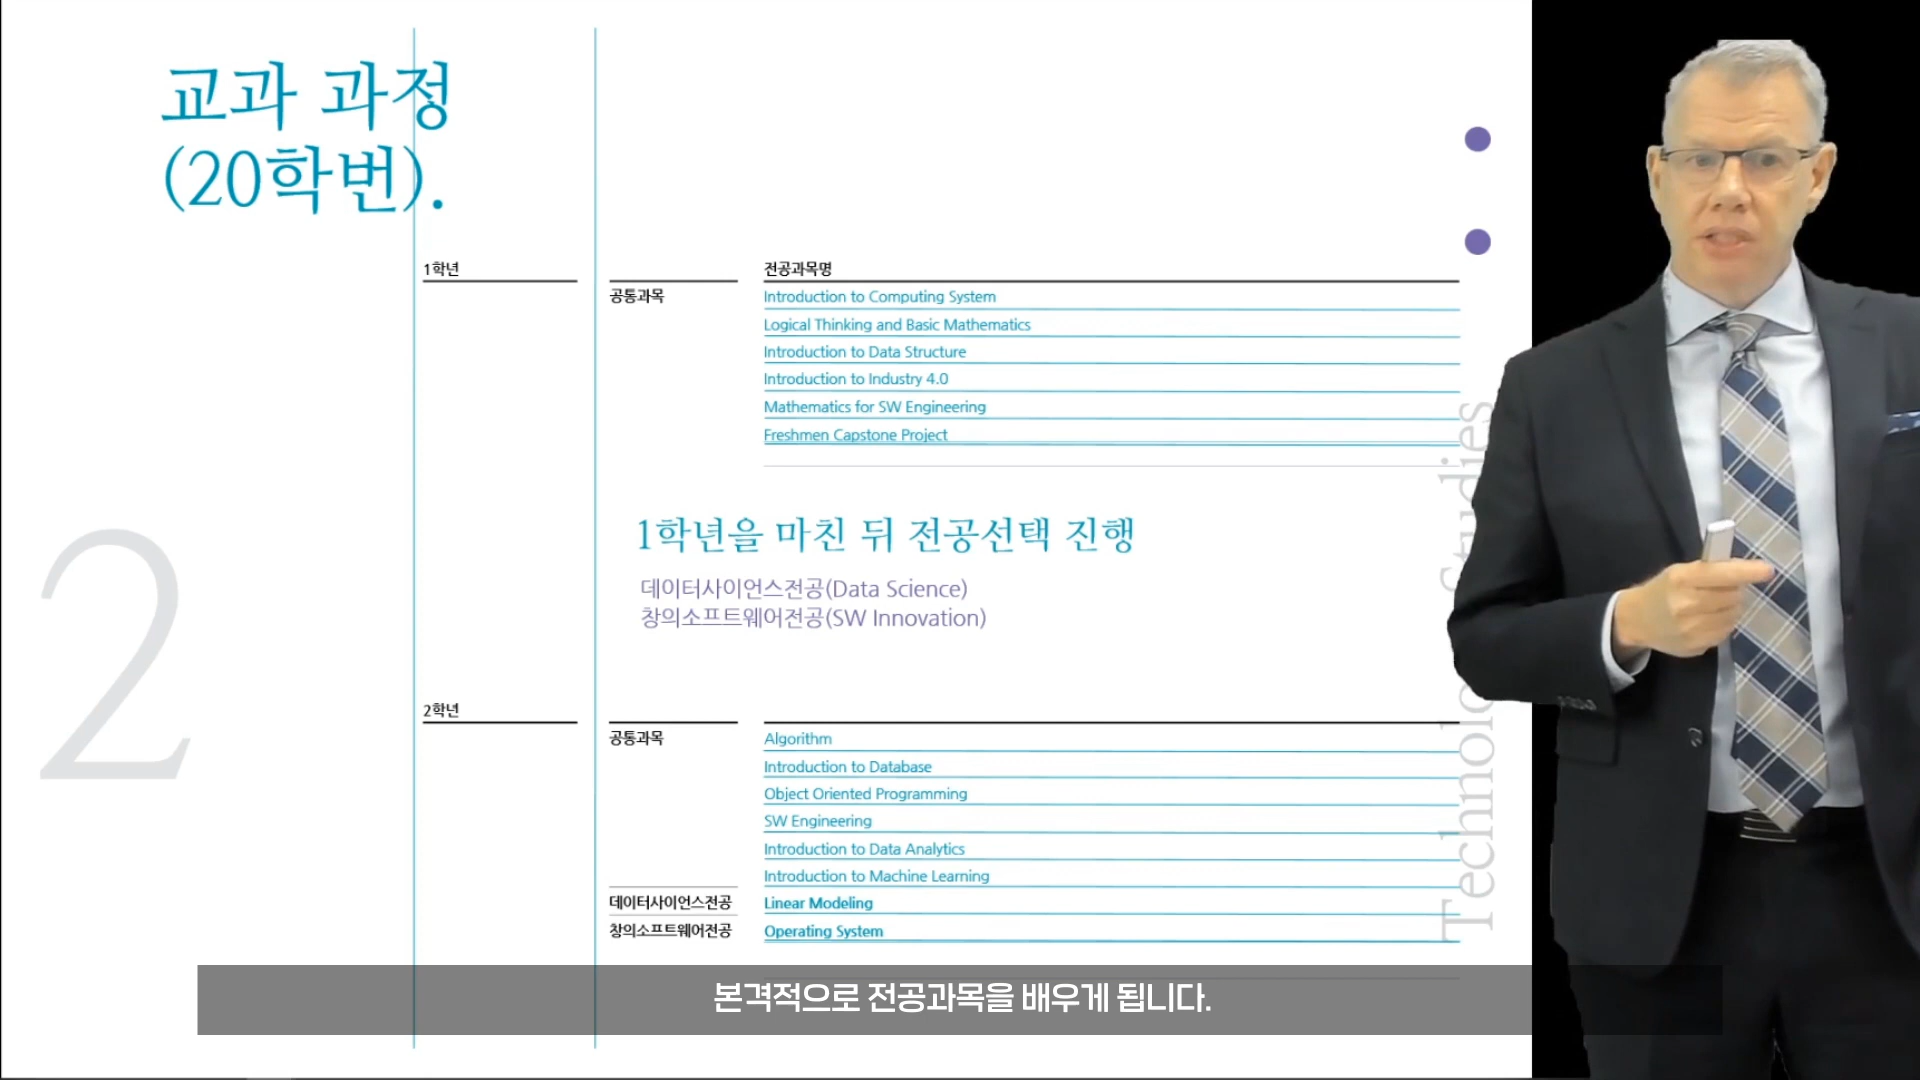 교과 과정
(20학번).
1학년
전공과목명
공통과목
Introduction to Computing System
Logical Thinking and Basic Mathematics
Introduction to Data Structure
Introduction to Industry 4.0
Mathematics for SW Engineering
Freshmen Capstone Project
1학년을 마친 뒤 전공선택 진행
데이터사이언스전공(Data Science)
창의소프트웨어전공(SW Innovation)
2
2학년
공통과목
Algorithm
Introduction to Database
Object Oriented Programming
SW Engineering
Introduction to Data Analytics
Introduction to Machine Learning
데이터사이언스전공
Linear Modeling
창의소프트웨어전공
Operating System
본격적으로 전공과목을 배우게 됩니다.